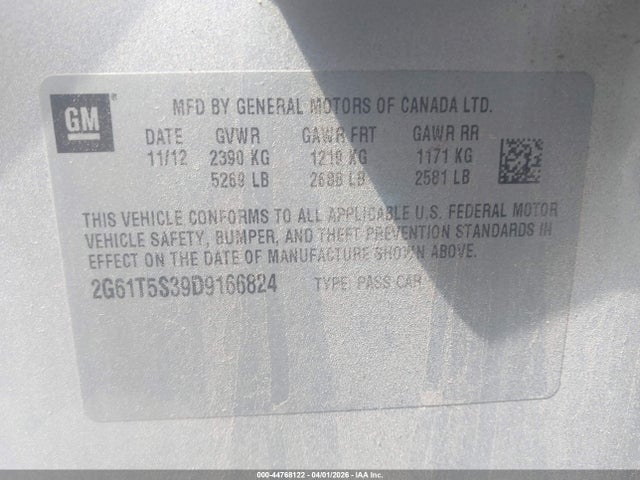 GM
MFD BY GENERAL MOTORS OF CANADA LTD.
DATE GVWR GAWR FRT GAWR RR
11/12 2390 KG 1219 KG 1171 KG
5269 LB 2688 LB 2581 LB
THIS VEHICLE CONFORMS TO ALL APPLICABLE U.S. FEDERAL MOTOR
VEHICLE SAFETY, BUMPER, AND THEFT PREVENTION STANDARDS IN
EFFECT ON THE DATE OF MANUFACTURE SHOWN ABOVE.
2G61T5S39D9166824 TYPE: PASS CAR
000-44768122 04/01/2026 IAA Inc.